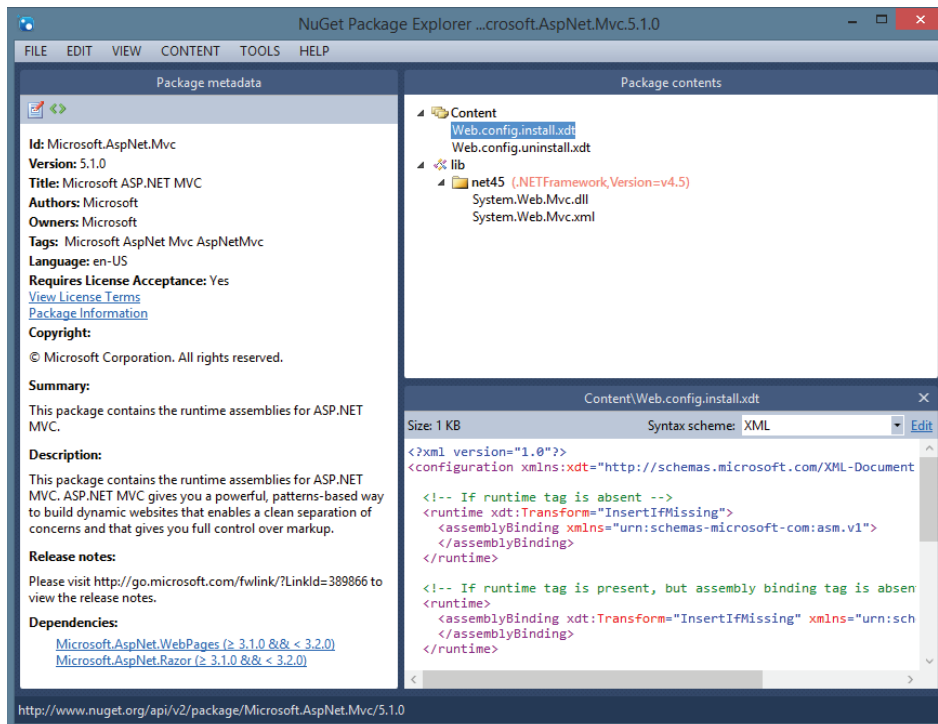 NuGet Package Explorer ...crosoft.AspNet.Mvc.5.1.0
FILE EDIT VIEW CONTENT TOOLS HELP
Package metadata
Id: Microsoft.AspNet.Mvc
Version: 5.1.0
Title: Microsoft ASP.NET MVC
Authors: Microsoft
Owners: Microsoft
Tags: Microsoft AspNet Mvc AspNetMvc
Language: en-US
Requires License Acceptance: Yes
View License Terms
Package Information
Copyright:
© Microsoft Corporation. All rights reserved.
Summary:
This package contains the runtime assemblies for ASP.NET
MVC.
Description:
This package contains the runtime assemblies for ASP.NET
MVC. ASP.NET MVC gives you a powerful, patterns-based way
to build dynamic websites that enables a clean separation of
concerns and that gives you full control over markup.
Release notes:
Please visit http://go.microsoft.com/fwlink/?LinkId=389866 to
view the release notes.
Dependencies:
Microsoft.AspNet.WebPages (≥ 3.1.0 && < 3.2.0)
Microsoft.AspNet.Razor (≥ 3.1.0 && < 3.2.0)
Package contents
Content
Web.config.install.xdt
Web.config.uninstall.xdt
lib
net45 (.NETFramework,Version=v4.5)
System.Web.Mvc.dll
System.Web.Mvc.xml
Content\Web.config.install.xdt
Size: 1 KB Syntax scheme: XML Edit
<?xml version="1.0"?>
<configuration xmlns:xdt="http://schemas.microsoft.com/XML-Document
<!-- If runtime tag is absent -->
<runtime xdt:Transform="InsertIfMissing">
<assemblyBinding xmlns="urn:schemas-microsoft-com:asm.v1">
</assemblyBinding>
</runtime>
<!-- If runtime tag is present, but assembly binding tag is absen
<runtime>
<assemblyBinding xdt:Transform="InsertIfMissing" xmlns="urn:sch
</assemblyBinding>
</runtime>
http://www.nuget.org/api/v2/package/Microsoft.AspNet.Mvc/5.1.0